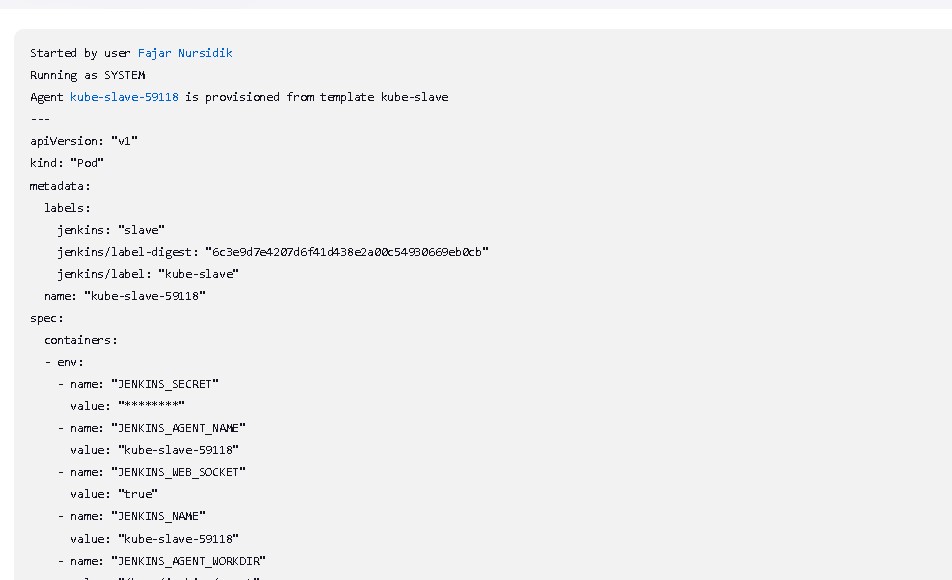 Started by user Fajar Nursidik
Running as SYSTEM
Agent kube-slave-59118 is provisioned from template kube-slave
---
apiVersion: "v1"
kind: "Pod"
metadata:
  labels:
    jenkins: "slave"
    jenkins/label-digest: "6c3e9d7e4207d6f41d438e2a00c54930669eb0cb"
    jenkins/label: "kube-slave"
  name: "kube-slave-59118"
spec:
  containers:
  - env:
    - name: "JENKINS_SECRET"
      value: "********"
    - name: "JENKINS_AGENT_NAME"
      value: "kube-slave-59118"
    - name: "JENKINS_WEB_SOCKET"
      value: "true"
    - name: "JENKINS_NAME"
      value: "kube-slave-59118"
    - name: "JENKINS_AGENT_WORKDIR"